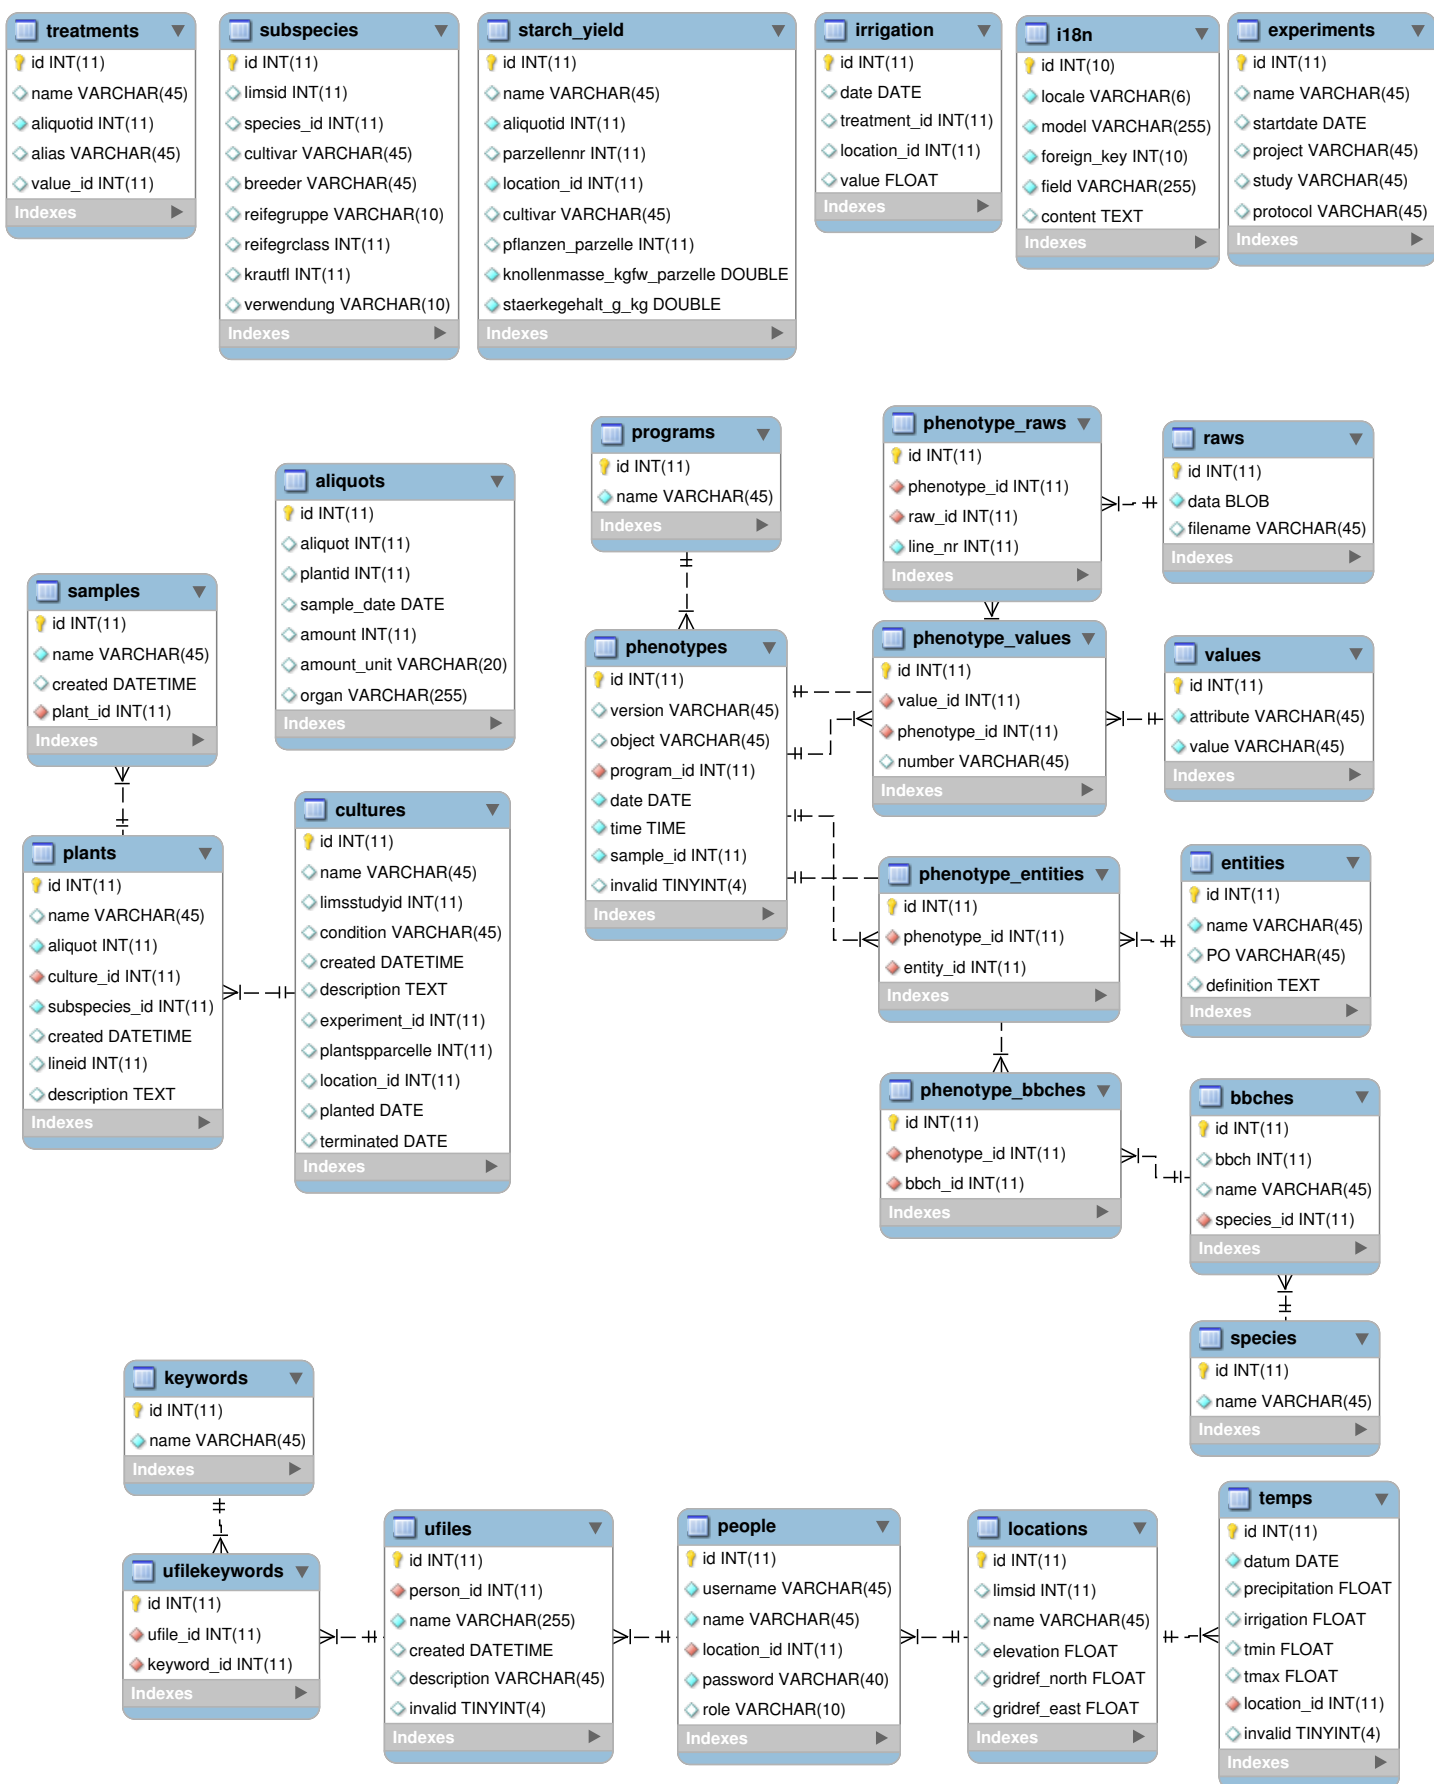 treatments
id INT(11)
name VARCHAR(45)
aliquotid INT(11)
alias VARCHAR(45)
value_id INT(11)
Indexes
subspecies
id INT(11)
limsid INT(11)
species_id INT(11)
cultivar VARCHAR(45)
breeder VARCHAR(45)
reifegruppe VARCHAR(10)
reifegrclass INT(11)
krautfl INT(11)
verwendung VARCHAR(10)
Indexes
starch_yield
id INT(11)
name VARCHAR(45)
aliquotid INT(11)
parzellennr INT(11)
location_id INT(11)
cultivar VARCHAR(45)
pflanzen_parzelle INT(11)
knollenmasse_kgfw_parzelle DOUBLE
staerkegehalt_g_kg DOUBLE
Indexes
irrigation
id INT(11)
date DATE
treatment_id INT(11)
location_id INT(11)
value FLOAT
Indexes
i18n
id INT(10)
locale VARCHAR(6)
model VARCHAR(255)
foreign_key INT(10)
field VARCHAR(255)
content TEXT
Indexes
experiments
id INT(11)
name VARCHAR(45)
startdate DATE
project VARCHAR(45)
study VARCHAR(45)
protocol VARCHAR(45)
Indexes
programs
id INT(11)
name VARCHAR(45)
Indexes
phenotype_raws
id INT(11)
phenotype_id INT(11)
raw_id INT(11)
line_nr INT(11)
Indexes
raws
id INT(11)
data BLOB
filename VARCHAR(45)
Indexes
aliquots
id INT(11)
aliquot INT(11)
plantid INT(11)
sample_date DATE
amount INT(11)
amount_unit VARCHAR(20)
organ VARCHAR(255)
Indexes
samples
id INT(11)
name VARCHAR(45)
created DATETIME
plant_id INT(11)
Indexes
phenotypes
id INT(11)
version VARCHAR(45)
object VARCHAR(45)
program_id INT(11)
date DATE
time TIME
sample_id INT(11)
invalid TINYINT(4)
Indexes
phenotype_values
id INT(11)
value_id INT(11)
phenotype_id INT(11)
number VARCHAR(45)
Indexes
values
id INT(11)
attribute VARCHAR(45)
value VARCHAR(45)
Indexes
plants
id INT(11)
name VARCHAR(45)
aliquot INT(11)
culture_id INT(11)
subspecies_id INT(11)
created DATETIME
lineid INT(11)
description TEXT
Indexes
cultures
id INT(11)
name VARCHAR(45)
limsstudyid INT(11)
condition VARCHAR(45)
created DATETIME
description TEXT
experiment_id INT(11)
plantspparcelle INT(11)
location_id INT(11)
planted DATE
terminated DATE
Indexes
phenotype_entities
id INT(11)
phenotype_id INT(11)
entity_id INT(11)
Indexes
entities
id INT(11)
name VARCHAR(45)
PO VARCHAR(45)
definition TEXT
Indexes
phenotype_bbches
id INT(11)
phenotype_id INT(11)
bbch_id INT(11)
Indexes
bbches
id INT(11)
bbch INT(11)
name VARCHAR(45)
species_id INT(11)
Indexes
species
id INT(11)
name VARCHAR(45)
Indexes
keywords
id INT(11)
name VARCHAR(45)
Indexes
ufilekeywords
id INT(11)
ufile_id INT(11)
keyword_id INT(11)
Indexes
ufiles
id INT(11)
person_id INT(11)
name VARCHAR(255)
created DATETIME
description VARCHAR(45)
invalid TINYINT(4)
Indexes
people
id INT(11)
username VARCHAR(45)
name VARCHAR(45)
location_id INT(11)
password VARCHAR(40)
role VARCHAR(10)
Indexes
locations
id INT(11)
limsid INT(11)
name VARCHAR(45)
elevation FLOAT
gridref_north FLOAT
gridref_east FLOAT
Indexes
temps
id INT(11)
datum DATE
precipitation FLOAT
irrigation FLOAT
tmin FLOAT
tmax FLOAT
location_id INT(11)
invalid TINYINT(4)
Indexes